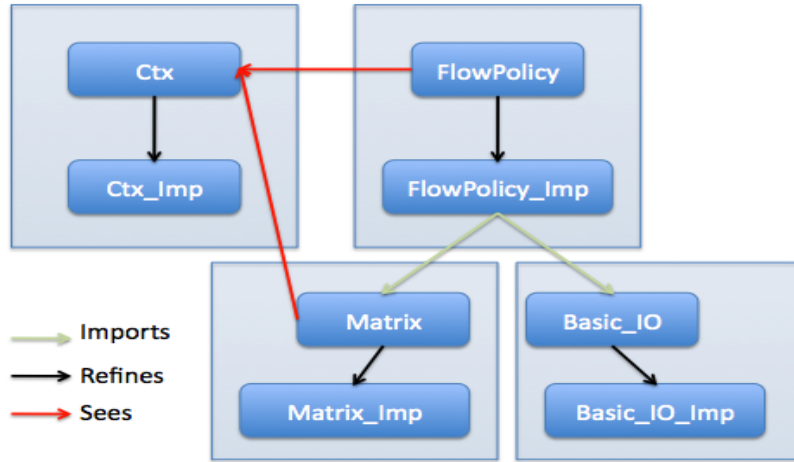 Ctx
FlowPolicy
Ctx_Imp
FlowPolicy_Imp
Matrix
Basic_IO
Imports
Refines
Sees
Matrix_Imp
Basic_IO_Imp